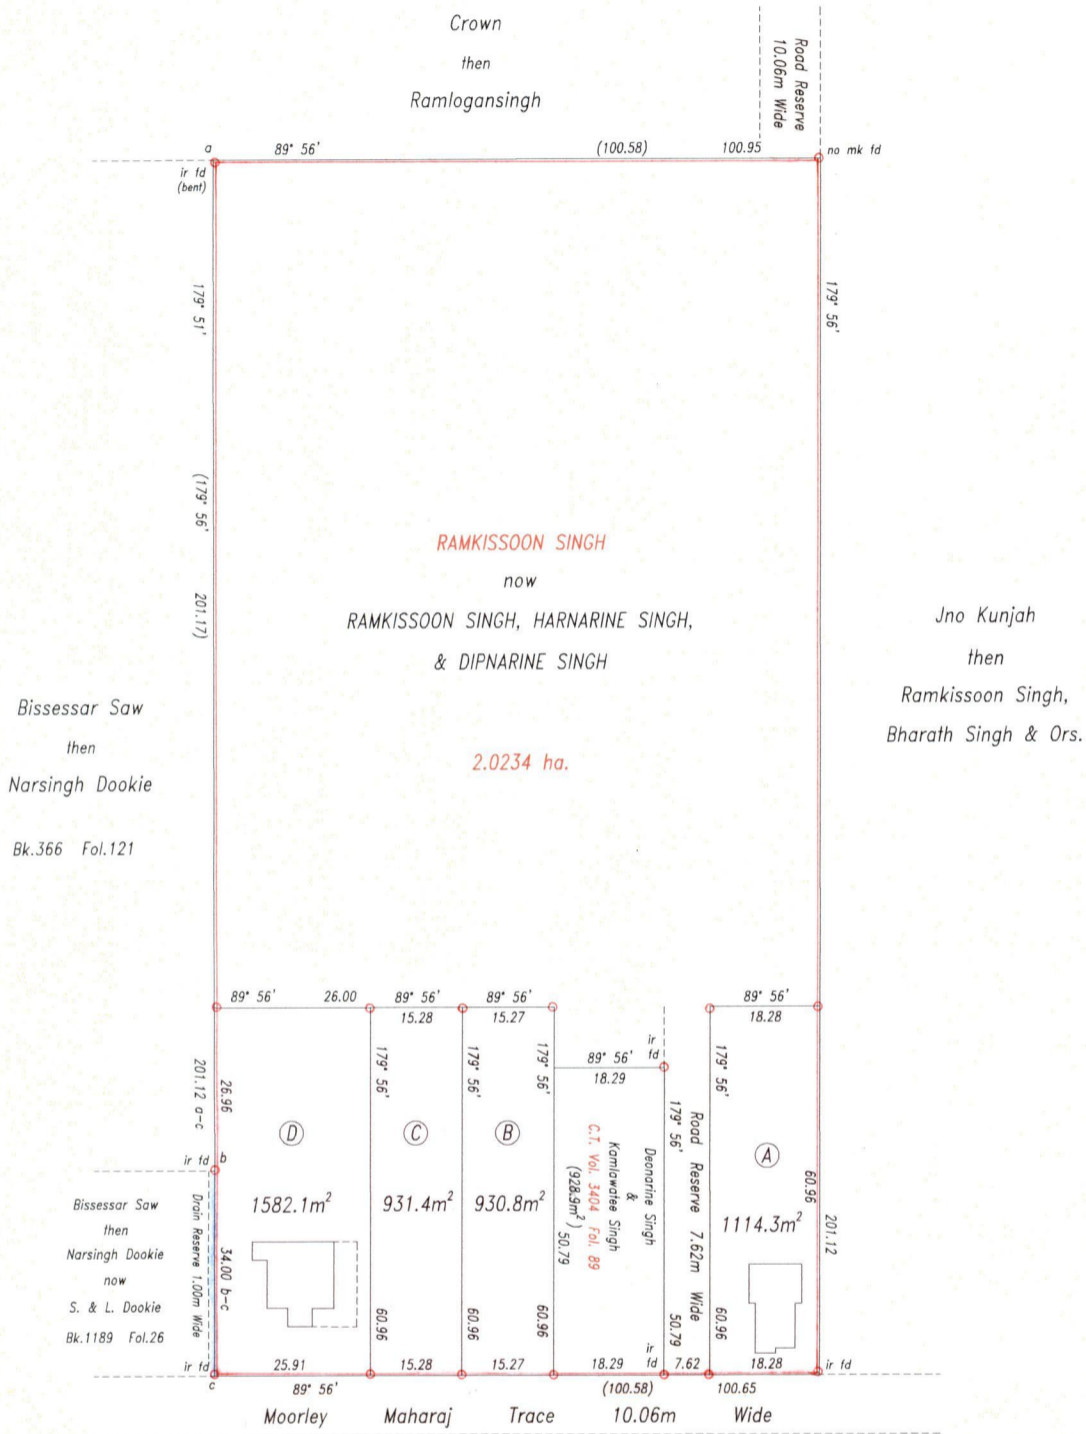 Crown
then
Ramlogansingh
Road Reserve
10.06m Wide
a
89° 56'
(100.58)
100.95
no mk fd
ir fd
(bent)
179° 51'
179° 56'
(179° 56'
201.17)
RAMKISSOON SINGH
now
RAMKISSOON SINGH, HARNARINE SINGH,
& DIPNARINE SINGH
2.0234 ha.
Jno Kunjah
then
Ramkissoon Singh,
Bharath Singh & Ors.
Bissessar Saw
then
Narsingh Dookie
Bk.366 Fol.121
89° 56'
26.00
89° 56'
15.28
89° 56'
15.27
89° 56'
18.28
ir
fd
89° 56'
18.29
201.12 a-c
26.96
179° 56'
179° 56'
179° 56'
179° 56'
179° 56'
D
C
B
A
1582.1m²
931.4m²
930.8m²
1114.3m²
C.T. Vol. 3404 Fol. 89
(928.9m²)
50.79
Deonarine Singh
&
Kamlawatee Singh
Road Reserve 7.62m Wide
60.96
201.12
ir fd
b
Bissessar Saw
then
Narsingh Dookie
now
S. & L. Dookie
Bk.1189 Fol.26
Drain Reserve 1.00m Wide
34.00 b-c
60.96
60.96
60.96
50.79
60.96
ir fd
c
25.91
15.28
15.27
18.29
ir
fd
7.62
18.28
ir fd
89° 56'
(100.58)
100.65
Moorley Maharaj Trace 10.06m Wide